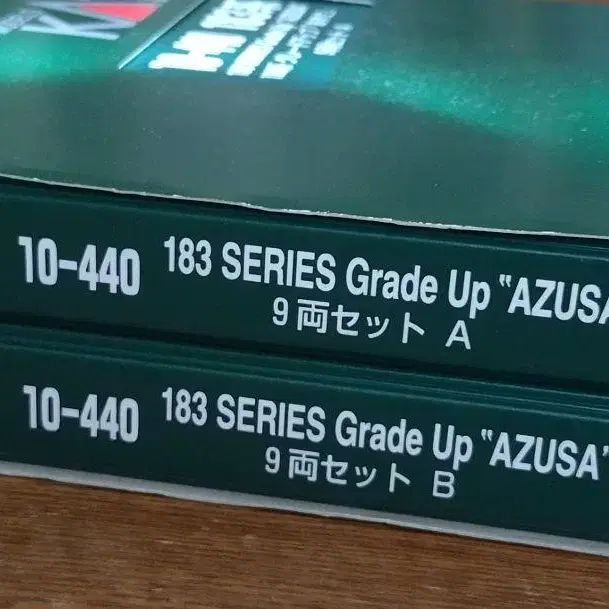 10-440 183 SERIES Grade Up "AZUSA
9両セット A
10-440 183 SERIES Grade Up "AZUSA"
9両セット B